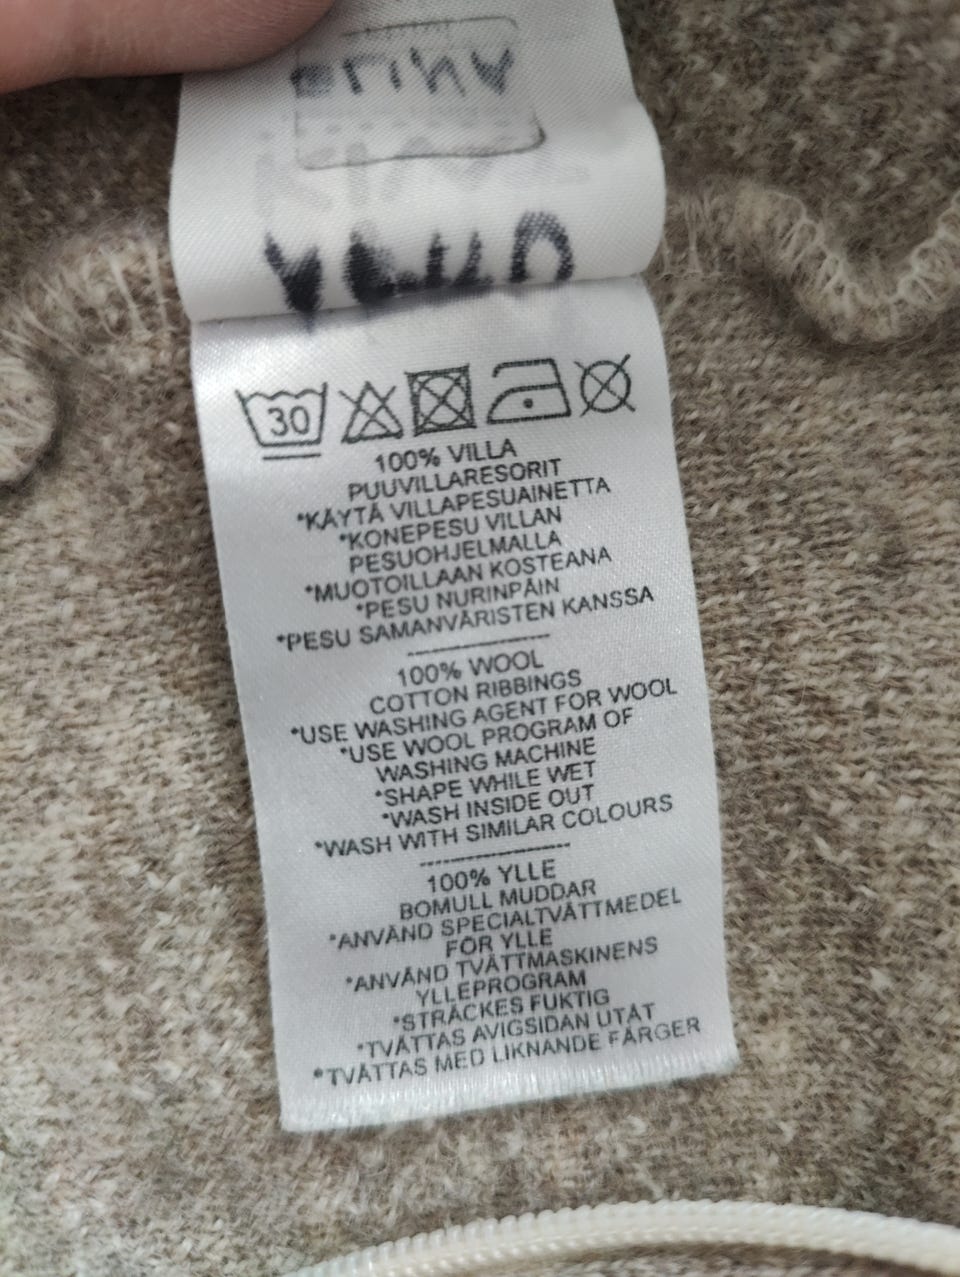 30
100% VILLA
PUUVILLARESORIT
*KÄYTÄ VILLAPESUAINETTA
*KONEPESU VILLAN
PESUOHJELMALLA
*MUOTOILLAAN KOSTEANA
*PESU NURINPÄIN
*PESU SAMANVÄRISTEN KANSSA
100% WOOL
COTTON RIBBINGS
*USE WASHING AGENT FOR WOOL
*USE WOOL PROGRAM OF
WASHING MACHINE
*SHAPE WHILE WET
*WASH INSIDE OUT
*WASH WITH SIMILAR COLOURS
100% YLLE
BOMULL MUDDAR
*ANVÄND SPECIALTVÄTTMEDEL
FÖR YLLE
*ANVÄND TVÄTTMASKINENS
YLLEPROGRAM
*STRÄCKES FUKTIG
*TVÄTTAS AVIGSIDAN UTÅT
*TVÄTTAS MED LIKNANDE FÄRGER